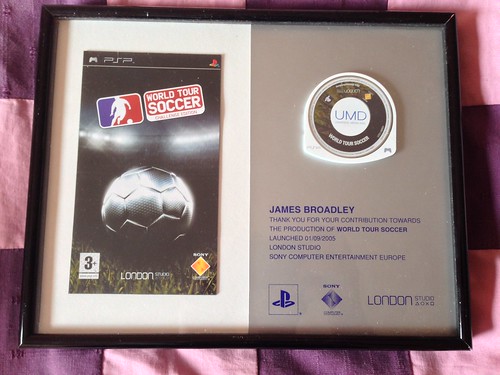 PSP
WORLD TOUR
SOCCER
CHALLENGE EDITION
3+
LONDON STUDIO
SONY
UMD
WORLD TOUR SOCCER
JAMES BROADLEY
THANK YOU FOR YOUR CONTRIBUTION TOWARDS
THE PRODUCTION OF WORLD TOUR SOCCER
LAUNCHED 01/09/2005
LONDON STUDIO
SONY COMPUTER ENTERTAINMENT EUROPE
SONY
COMPUTER
LONDON STUDIO